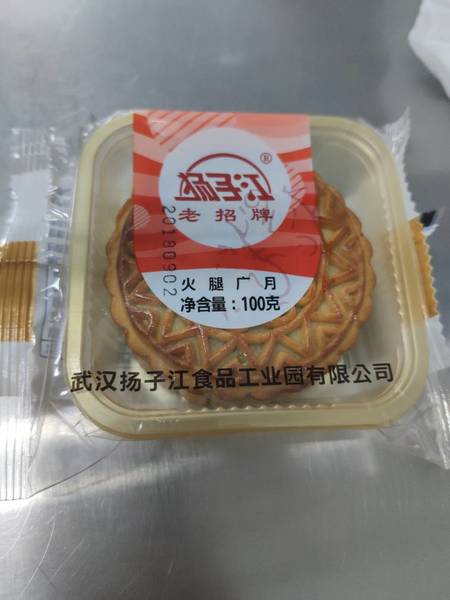 扬子江®
老招牌
20180902
火腿广月
净含量:100克
武汉扬子江食品工业园有限公司